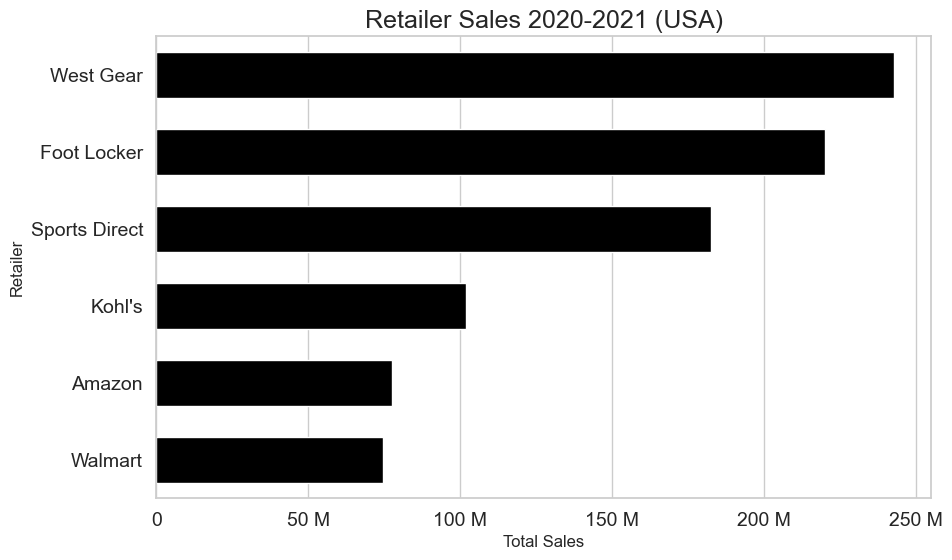 Retailer Sales 2020-2021 (USA)
West Gear
Foot Locker
Sports Direct
Kohl's
Amazon
Walmart
Retailer
0 50 M 100 M 150 M 200 M 250 M
Total Sales